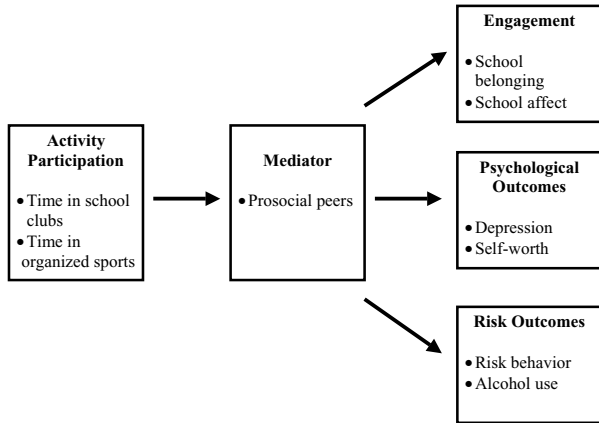 Activity
Participation
• Time in school
clubs
• Time in
organized sports
Mediator
• Prosocial peers
Engagement
• School
belonging
• School affect
Psychological
Outcomes
• Depression
• Self-worth
Risk Outcomes
• Risk behavior
• Alcohol use